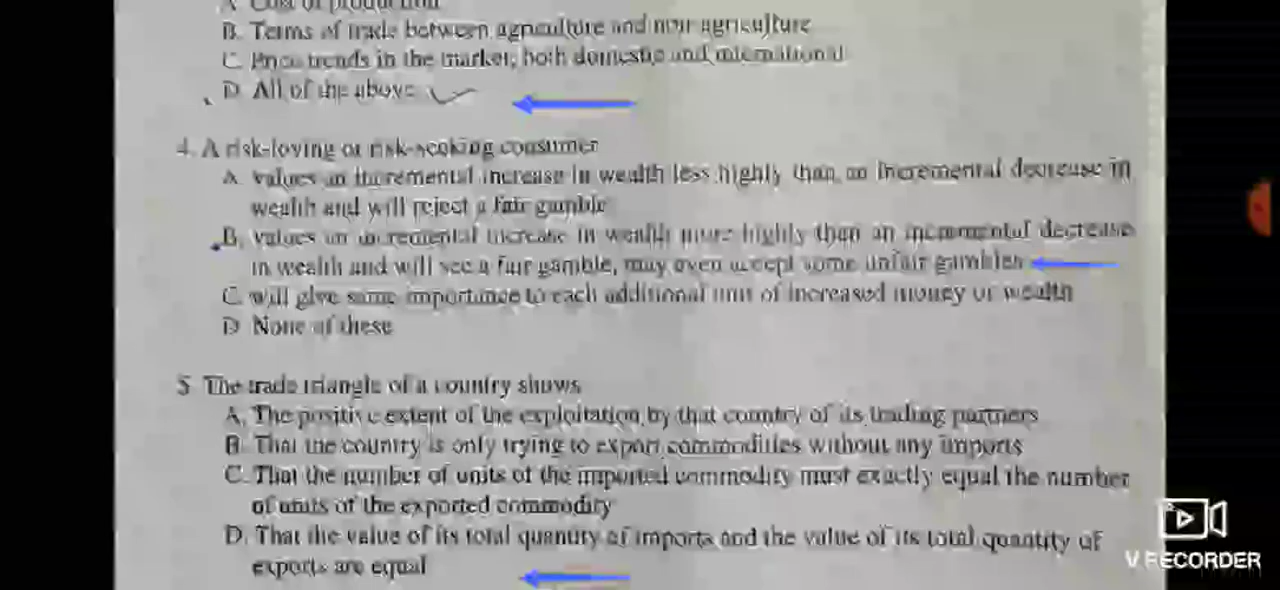 A. Cost of production
B. Terms of trade between agriculture and non-agriculture
C. Price trends in the market, both domestic and international
D. All of the above
4. A risk-loving or risk-seeking consumer
A. values an incremental increase in wealth less highly than an incremental decrease in
wealth and will reject a fair gamble
B. values an incremental increase in wealth more highly than an incremental decrease
in wealth and will see a fair gamble, may even accept some unfair gambles
C. will give same importance to each additional unit of increased money or wealth
D. None of these
5. The trade triangle of a country shows
A. The positive extent of the exploitation by that country of its trading partners
B. That the country is only trying to export commodities without any imports
C. That the number of units of the imported commodity must exactly equal the number
of units of the exported commodity
D. That the value of its total quantity of imports and the value of its total quantity of
exports are equal
V RECORDER